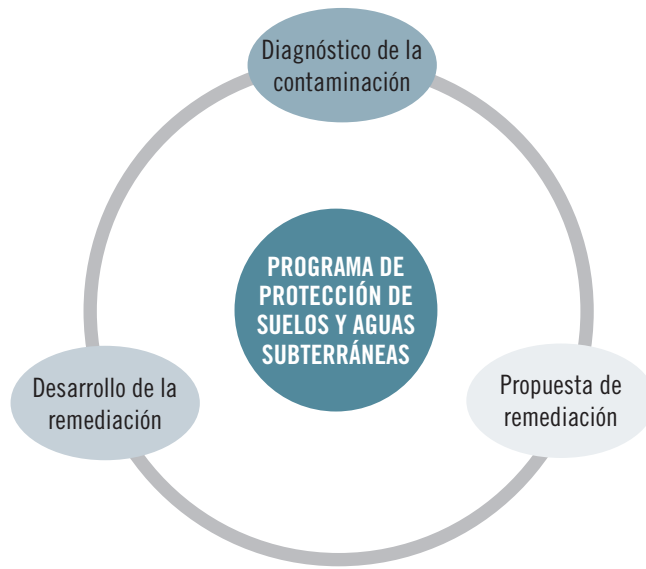 Diagnóstico de la
contaminación
PROGRAMA DE
PROTECCIÓN DE
SUELOS Y AGUAS
SUBTERRÁNEAS
Desarrollo de la
remediación
Propuesta de
remediación